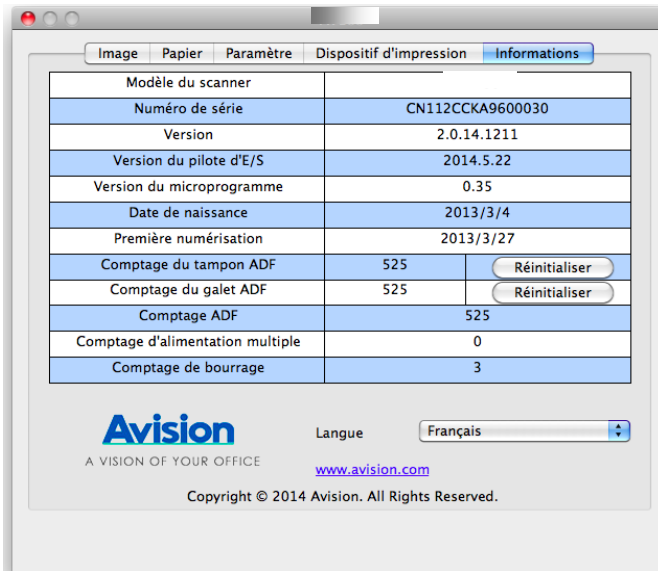 Image Papier Paramètre Dispositif d'impression Informations
Modèle du scanner
Numéro de série CN112CCKA9600030
Version 2.0.14.1211
Version du pilote d'E/S 2014.5.22
Version du microprogramme 0.35
Date de naissance 2013/3/4
Première numérisation 2013/3/27
Comptage du tampon ADF 525 Réinitialiser
Comptage du galet ADF 525 Réinitialiser
Comptage ADF 525
Comptage d'alimentation multiple 0
Comptage de bourrage 3
Avision
A VISION OF YOUR OFFICE
Langue Français
www.avision.com
Copyright © 2014 Avision. All Rights Reserved.